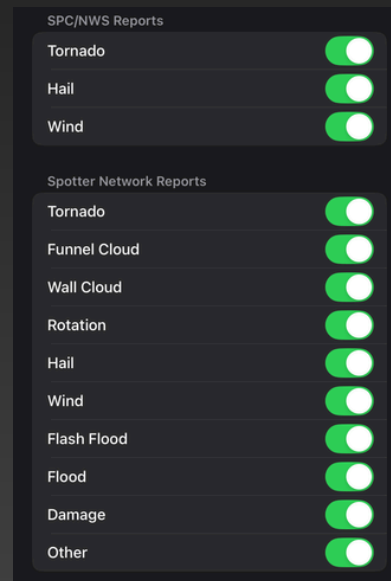 SPC/NWS Reports
Tornado
Hail
Wind
Spotter Network Reports
Tornado
Funnel Cloud
Wall Cloud
Rotation
Hail
Wind
Flash Flood
Flood
Damage
Other